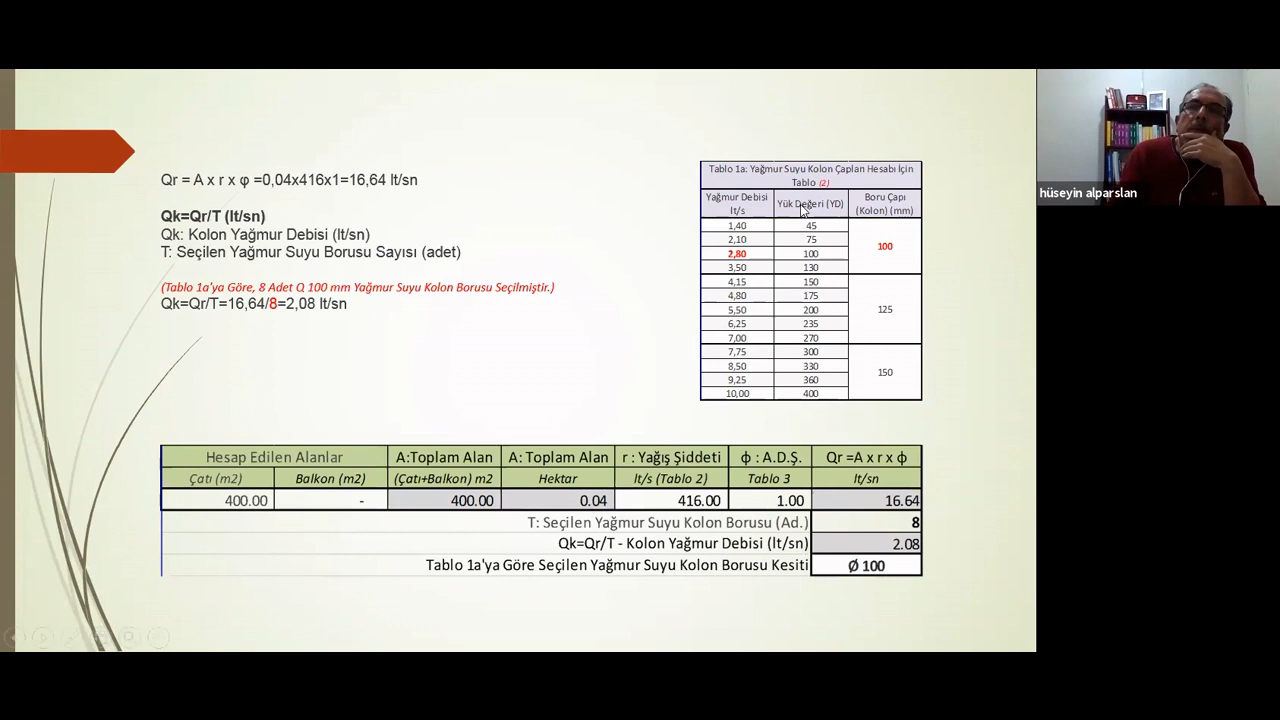 Qr = A x r x φ =0,04x416x1=16,64 lt/sn
Qk=Qr/T (lt/sn)
Qk: Kolon Yağmur Debisi (lt/sn)
T: Seçilen Yağmur Suyu Borusu Sayısı (adet)
(Tablo 1a'ya Göre, 8 Adet Q 100 mm Yağmur Suyu Kolon Borusu Seçilmiştir.)
Qk=Qr/T=16,64/8=2,08 lt/sn
Tablo 1a: Yağmur Suyu Kolon Çapları Hesabı İçin
Tablo (2)
Yağmur Debisi lt/s Yük Değeri (YD) Boru Çapı (Kolon) (mm)
1,40 45
2,10 75
100
2,80 100
3,50 130
4,15 150
4,80 175
5,50 200 125
6,25 235
7,00 270
7,75 300
8,50 330
150
9,25 360
10,00 400
Hesap Edilen Alanlar A:Toplam Alan A: Toplam Alan r : Yağış Şiddeti ф : A.D.Ş. Qr =A x r x ф
Çatı (m2) Balkon (m2) (Çatı+Balkon) m2 Hektar lt/s (Tablo 2) Tablo 3 lt/sn
400.00 - 400.00 0.04 416.00 1.00 16.64
T: Seçilen Yağmur Suyu Kolon Borusu (Ad.) 8
Qk=Qr/T - Kolon Yağmur Debisi (lt/sn) 2.08
Tablo 1a'ya Göre Seçilen Yağmur Suyu Kolon Borusu Kesiti Ø 100
hüseyin alparslan